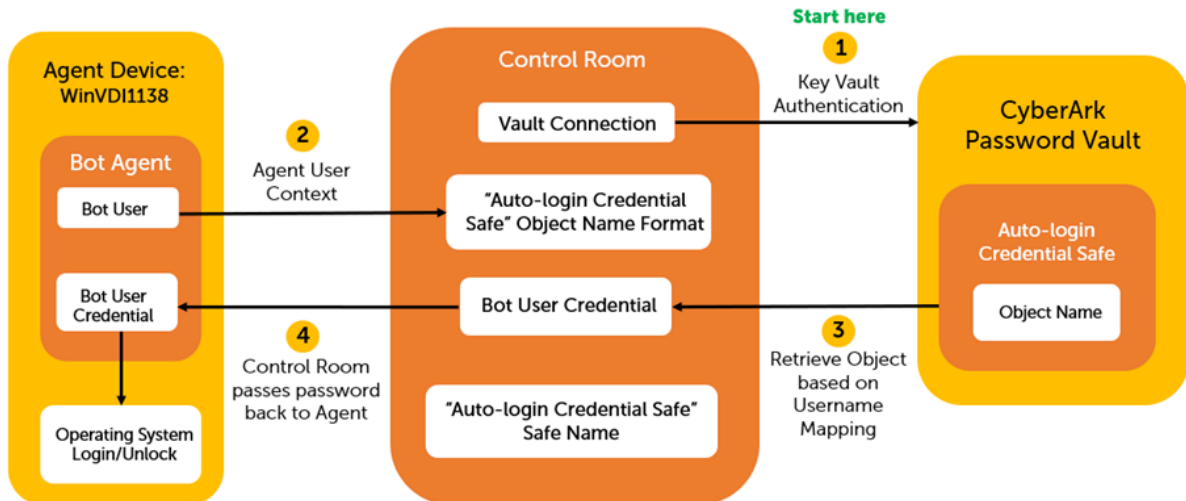 Agent Device:
WinVDI1138
Bot Agent
Bot User
Bot User
Credential
Operating System
Login/Unlock
2
Agent User
Context
4
Control Room
passes password
back to Agent
Control Room
Vault Connection
“Auto-login Credential
Safe” Object Name Format
Bot User Credential
“Auto-login Credential Safe”
Safe Name
Start here
1
Key Vault
Authentication
3
Retrieve Object
based on
Username
Mapping
CyberArk
Password Vault
Auto-login
Credential Safe
Object Name